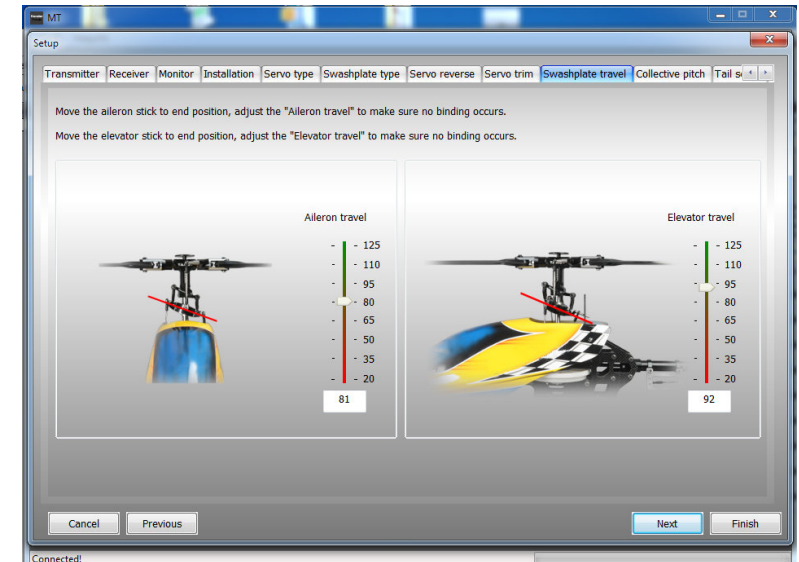 MT
Setup
Transmitter Receiver Monitor Installation Servo type Swashplate type Servo reverse Servo trim Swashplate travel Collective pitch Tail
Move the aileron stick to end position, adjust the "Aileron travel" to make sure no binding occurs.
Move the elevator stick to end position, adjust the "Elevator travel" to make sure no binding occurs.
Aileron travel
- - 125
- - 110
- - 95
- - 80
- - 65
- - 50
- - 35
- - 20
81
Elevator travel
- - 125
- - 110
- - 95
- - 80
- - 65
- - 50
- - 35
- - 20
92
Cancel Previous Next Finish
Connected!